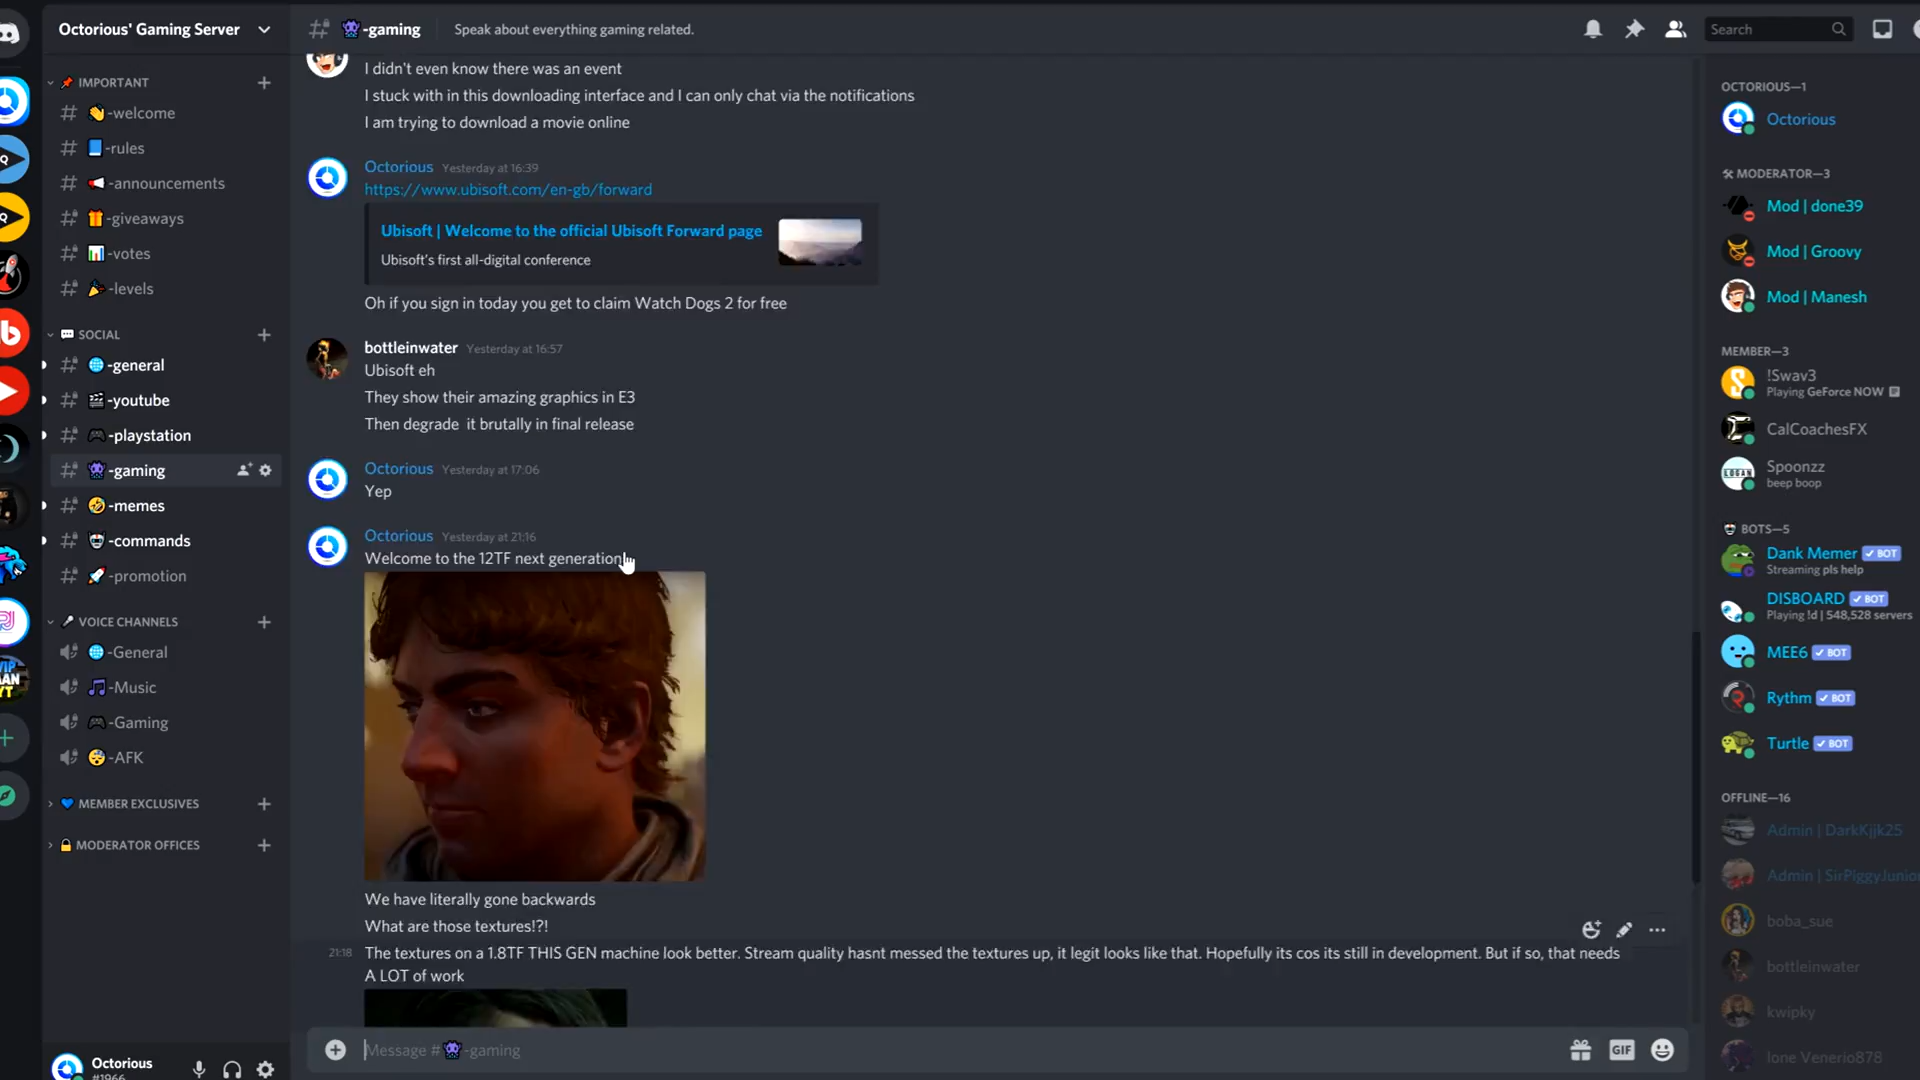 Octorious' Gaming Server
-gaming
Speak about everything gaming related.
Search
IMPORTANT
-welcome
-rules
-announcements
-giveaways
-votes
-levels
SOCIAL
-general
-youtube
-playstation
-gaming
-memes
-commands
-promotion
VOICE CHANNELS
-General
-Music
-Gaming
-AFK
MEMBER EXCLUSIVES
MODERATOR OFFICES
Octorious
#1966
I didn't even know there was an event
I stuck with in this downloading interface and I can only chat via the notifications
I am trying to download a movie online
Octorious Yesterday at 16:39
https://www.ubisoft.com/en-gb/forward
Ubisoft | Welcome to the official Ubisoft Forward page
Ubisoft's first all-digital conference
Oh if you sign in today you get to claim Watch Dogs 2 for free
bottleinwater Yesterday at 16:57
Ubisoft eh
They show their amazing graphics in E3
Then degrade it brutally in final release
Octorious Yesterday at 17:06
Yep
Octorious Yesterday at 21:16
Welcome to the 12TF next generation
We have literally gone backwards
What are those textures!?!
21:18 The textures on a 1.8TF THIS GEN machine look better. Stream quality hasnt messed the textures up, it legit looks like that. Hopefully its cos its still in development. But if so, that needs
A LOT of work
Message # -gaming
GIF
OCTORIOUS—1
Octorious
MODERATOR—3
Mod | done39
Mod | Groovy
Mod | Manesh
MEMBER—3
!Swav3
Playing GeForce NOW
CalCoachesFX
LOGAN
Spoonzz
beep boop
BOTS—5
Dank Memer BOT
Streaming pls help
DISBOARD BOT
Playing !d | 548,528 servers
MEE6 BOT
Rythm BOT
Turtle BOT
OFFLINE—16
Admin | DarkKjjk25
Admin | SirPiggyJunior
boba_sue
bottleinwater
kwipky
lone Venerio878